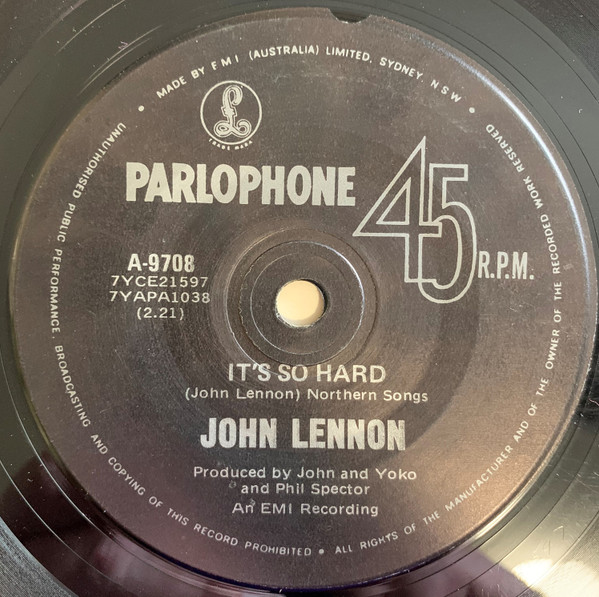 MADE BY E M I (AUSTRALIA) LIMITED, SYDNEY, N S W
£
TRADE MARK
PARLOPHONE
45 R.P.M.
A-9708
7YCE21597
7YAPA1038
(2.21)
IT'S SO HARD
(John Lennon) Northern Songs
JOHN LENNON
Produced by John and Yoko
and Phil Spector
An EMI Recording
UNAUTHORISED PUBLIC PERFORMANCE, BROADCASTING AND COPYING OF THIS RECORD PROHIBITED • ALL RIGHTS OF THE MANUFACTURER AND OF THE OWNER OF THE RECORDED WORK RESERVED